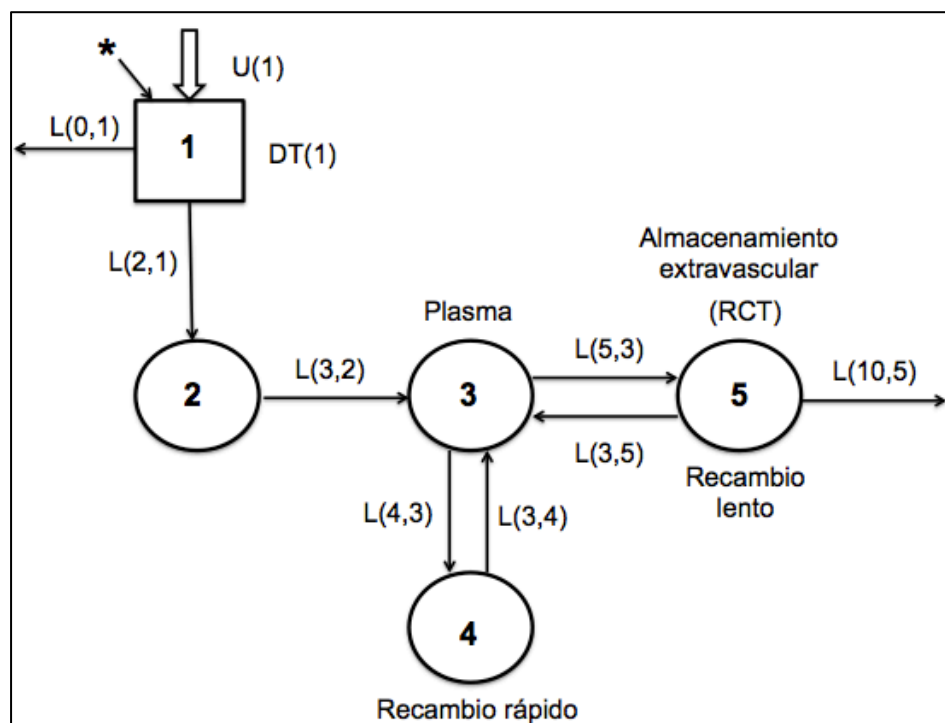 *
U(1)
L(0,1)
1
DT(1)
L(2,1)
Almacenamiento
extravascular
(RCT)
Plasma
L(5,3)
L(10,5)
L(3,2)
2
3
5
L(3,5)
Recambio
lento
L(4,3)
L(3,4)
4
Recambio rápido